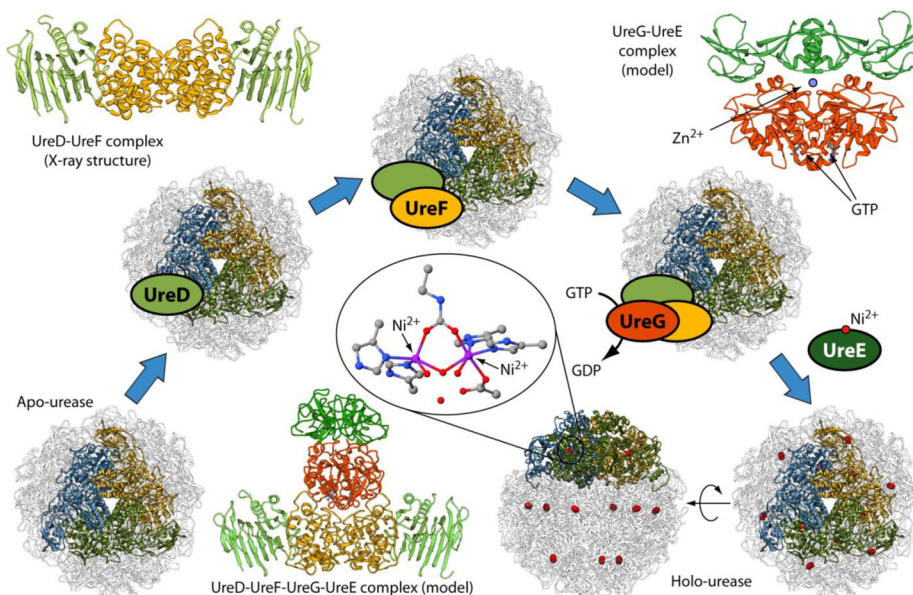 UreD-UreF complex
(X-ray structure)
UreG-UreE
complex
(model)
Zn2+
GTP
UreF
UreD
GTP
UreG
GDP
Ni2+
UreE
Ni2+
Ni2+
Apo-urease
UreD-UreF-UreG-UreE complex (model)
Holo-urease